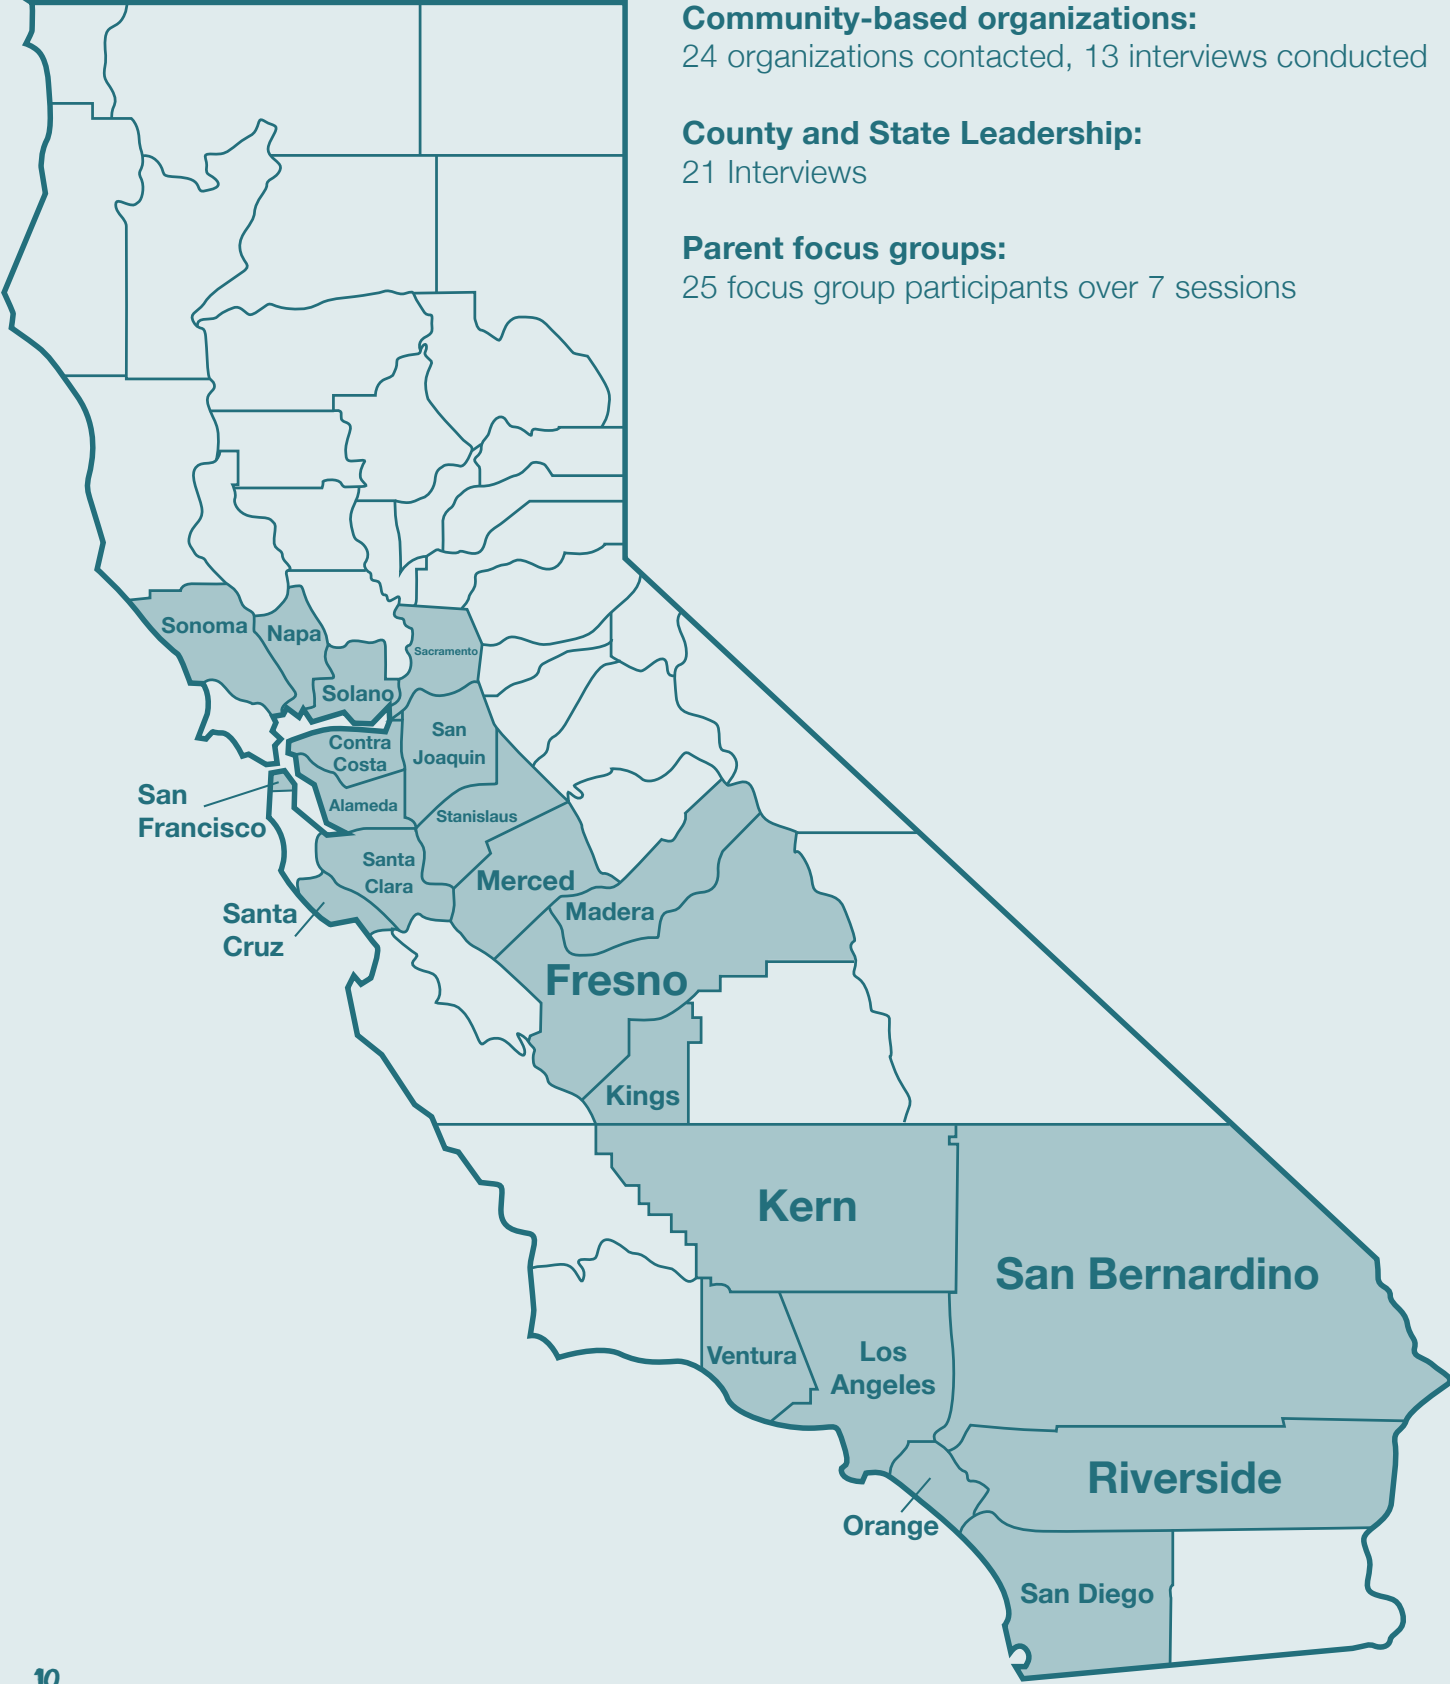 Community-based organizations:
24 organizations contacted, 13 interviews conducted
County and State Leadership:
21 Interviews
Parent focus groups:
25 focus group participants over 7 sessions
Sonoma
Napa
Sacramento
Solano
Contra
Costa
San
Joaquin
San
Francisco
Alameda
Stanislaus
Santa
Clara
Merced
Santa
Cruz
Madera
Fresno
Kings
Kern
San Bernardino
Ventura
Los
Angeles
Riverside
Orange
San Diego
10